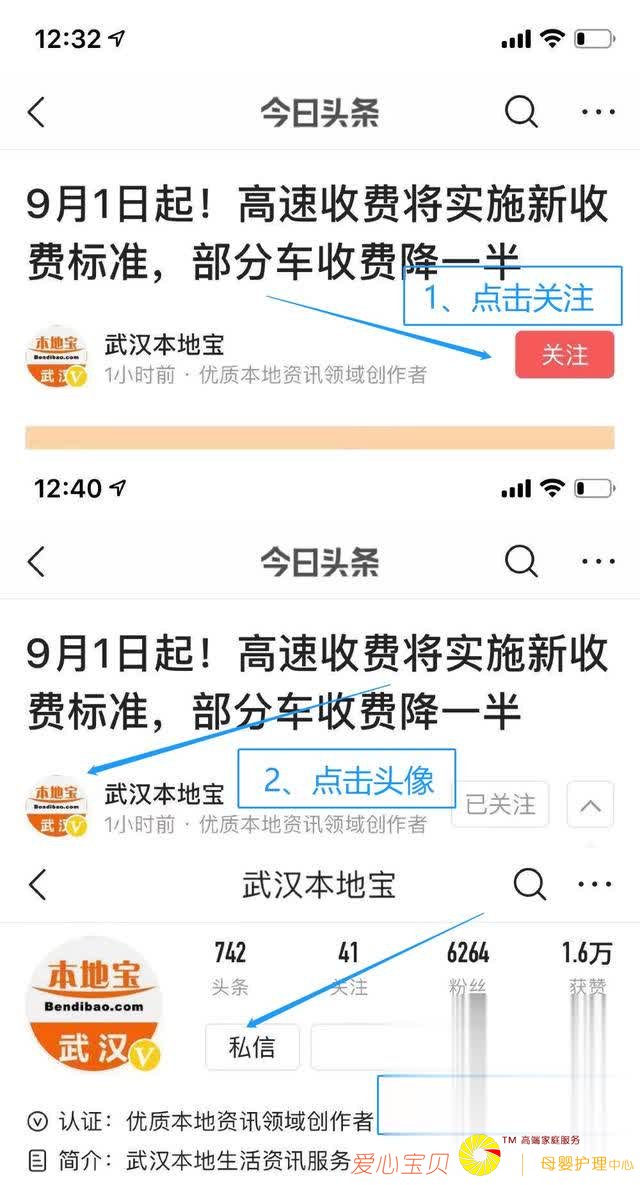 12:32
今日头条
9月1日起！高速收费将实施新收
费标准，部分车收费降一半
1、点击关注
本地宝
Bendibao.com
武汉
武汉本地宝
1小时前 · 优质本地资讯领域创作者
关注
12:40
今日头条
9月1日起！高速收费将实施新收
费标准，部分车收费降一半
2、点击头像
本地宝
Bendibao.com
武汉
武汉本地宝
1小时前 · 优质本地资讯领域创作者
已关注
武汉本地宝
742 41 6264 1.6万
头条 关注 粉丝 获赞
本地宝
Bendibao.com
武汉
私信
认证：优质本地资讯领域创作者
简介：武汉本地生活资讯服务
爱心宝贝
TM 高端家庭服务
母婴护理中心